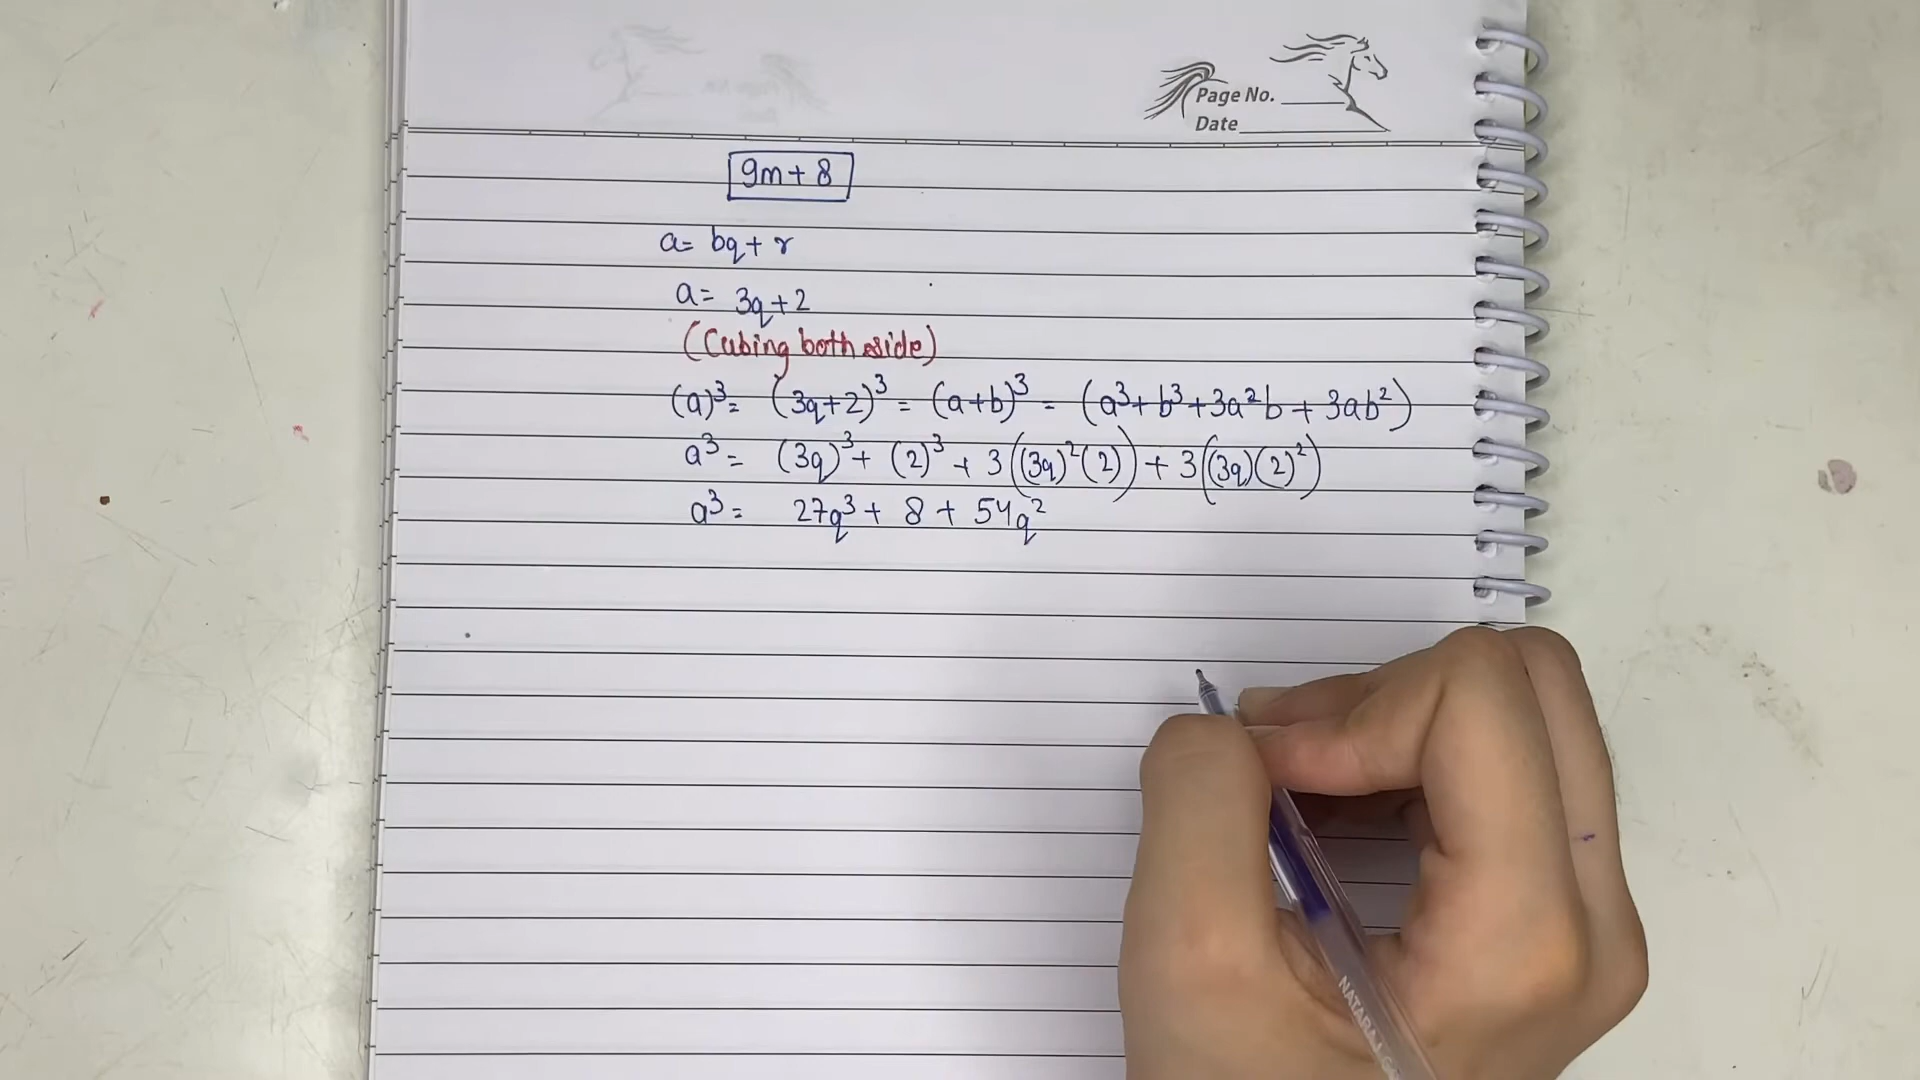 Page No.
Date
9m+8
a= bq+r
a= 3q+2
(Cubing both side)
(a)³= (3q+2)³ = (a+b)³ = (a³+b³+3a²b+3ab²)
a³= (3q)³+(2)³+3((3q)²(2))+3((3q)(2)²)
a³= 27q³+8+54q²